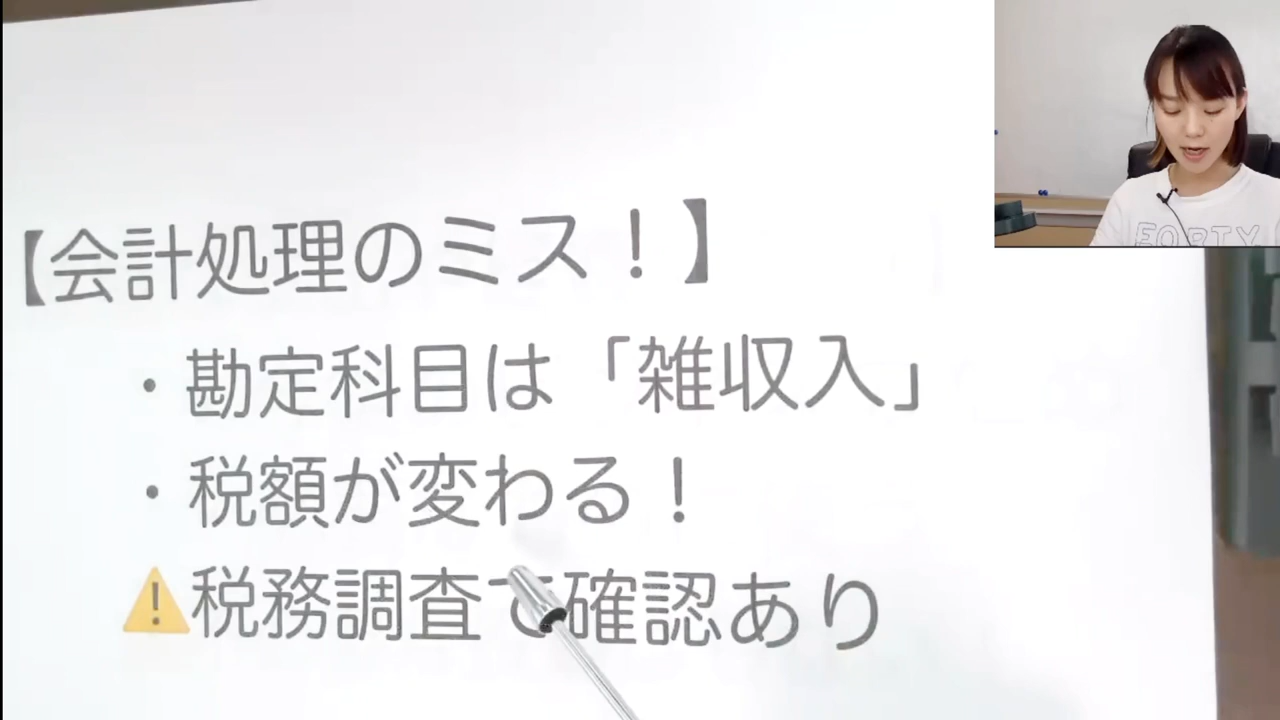 【会計処理のミス！】
・勘定科目は「雑収入」
・税額が変わる！
⚠税務調査で確認あり
FORTY